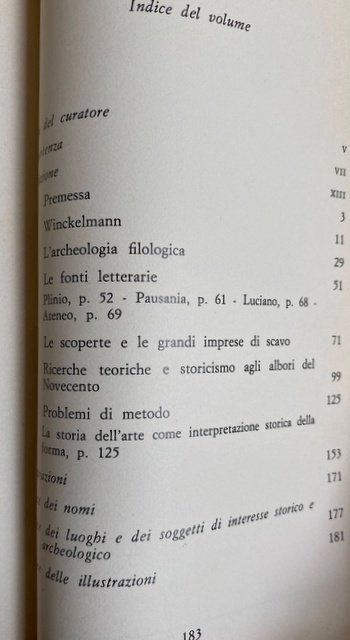 Indice del volume
del curatore
V
VII
XIII
Premessa 3
Winckelmann 11
L'archeologia filologica 29
Le fonti letterarie 51
Plinio, p. 52 - Pausania, p. 61 - Luciano, p. 68 -
Ateneo, p. 69
Le scoperte e le grandi imprese di scavo 71
Ricerche teoriche e storicismo agli albori del
Novecento 99
Problemi di metodo 125
La storia dell'arte come interpretazione storica della
forma, p. 125
153
dei nomi 171
dei luoghi e dei soggetti di interesse storico e
archeologico 177
delle illustrazioni 181
183